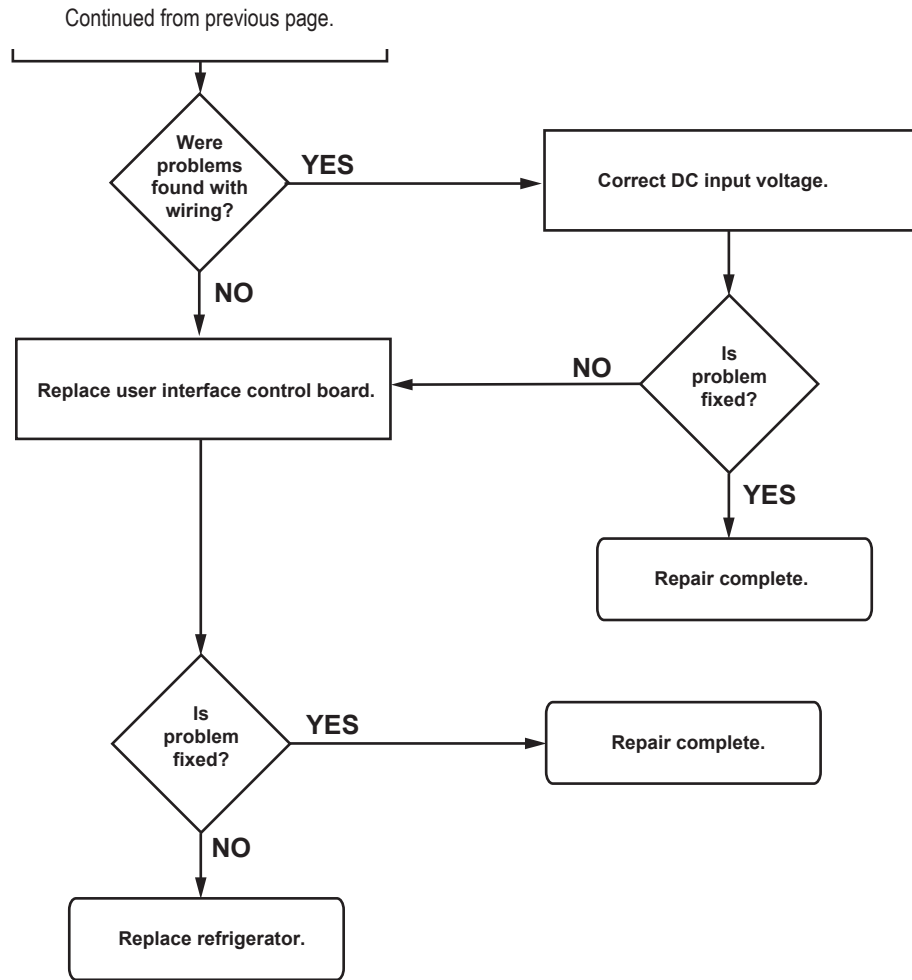 Continued from previous page.
Were
problems
found with
wiring?
YES
Correct DC input voltage.
NO
Replace user interface control board.
NO
Is
problem
fixed?
YES
Repair complete.
Is
problem
fixed?
YES
Repair complete.
NO
Replace refrigerator.